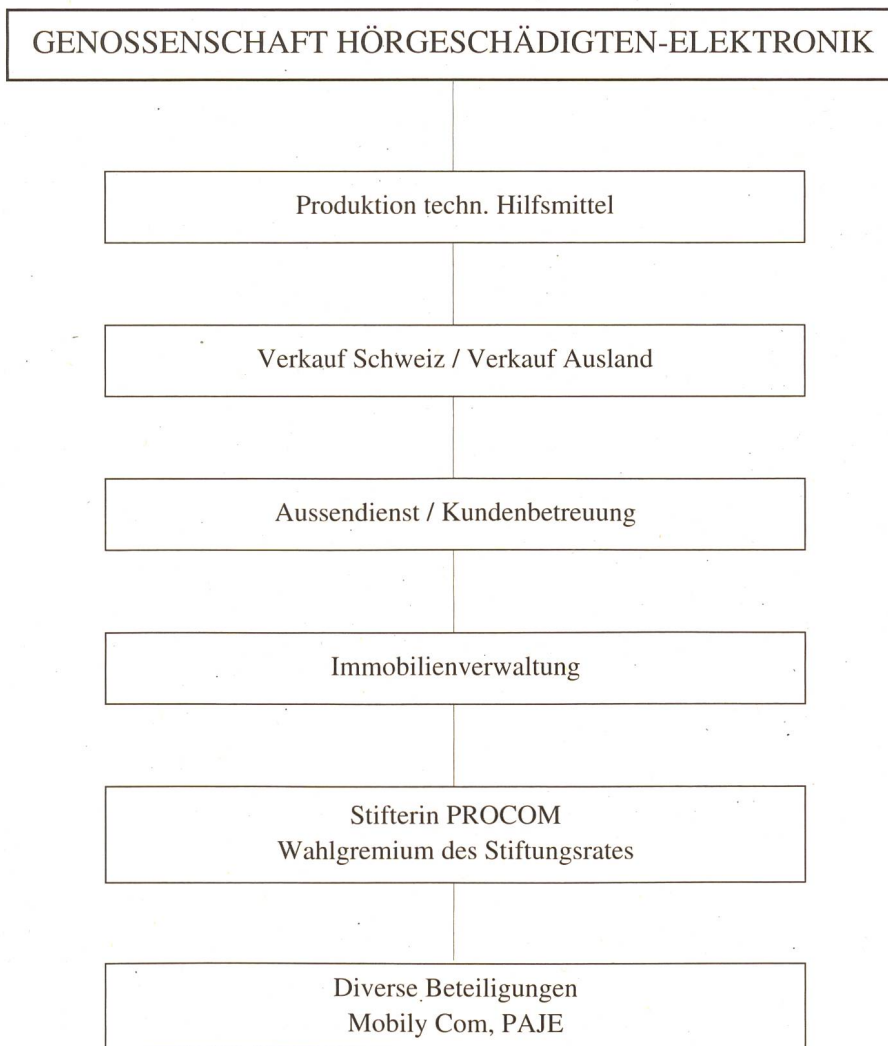 GENOSSENSCHAFT HÖRGESCHÄDIGTEN-ELEKTRONIK
Produktion techn. Hilfsmittel
Verkauf Schweiz / Verkauf Ausland
Aussendienst / Kundenbetreuung
Immobilienverwaltung
Stifterin PROCOM
Wahlgremium des Stiftungsrates
Diverse Beteiligungen
Mobily Com, PAJE